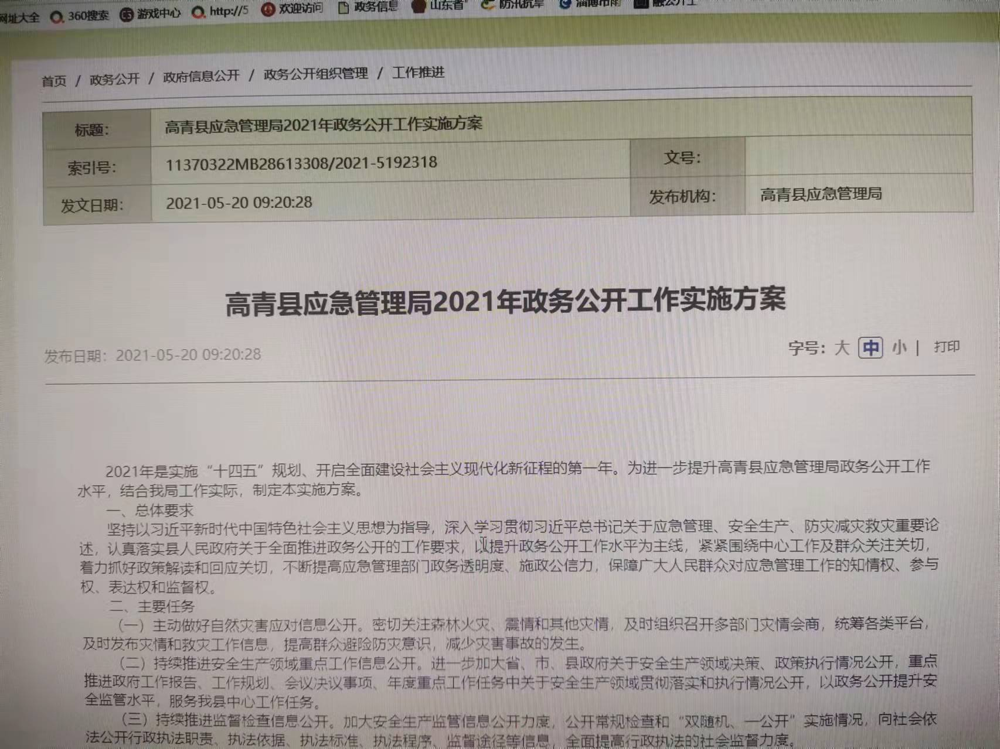 网址大全 360搜索 游戏中心 http://5 欢迎访问 政务信息 山东省 防汛抗旱 淄博市
首页 / 政务公开 / 政府信息公开 / 政务公开组织管理 / 工作推进
标题: 高青县应急管理局2021年政务公开工作实施方案
索引号: 11370322MB28613308/2021-5192318 文号:
发文日期: 2021-05-20 09:20:28 发布机构: 高青县应急管理局
高青县应急管理局2021年政务公开工作实施方案
发布日期: 2021-05-20 09:20:28 字号: 大 中 小 | 打印
2021年是实施“十四五”规划、开启全面建设社会主义现代化新征程的第一年。为进一步提升高青县应急管理局政务公开工作
水平，结合我局工作实际，制定本实施方案。
一、总体要求
坚持以习近平新时代中国特色社会主义思想为指导，深入学习贯彻习近平总书记关于应急管理、安全生产、防灾减灾救灾重要论
述，认真落实县人民政府关于全面推进政务公开的工作要求，以提升政务公开工作水平为主线，紧紧围绕中心工作及群众关注关切，
着力抓好政策解读和回应关切，不断提高应急管理部门政务透明度、施政公信力，保障广大人民群众对应急管理工作的知情权、参与
权、表达权和监督权。
二、主要任务
（一）主动做好自然灾害应对信息公开。密切关注森林火灾、震情和其他灾情，及时组织召开多部门灾情会商，统筹各类平台，
及时发布灾情和救灾工作信息，提高群众避险防灾意识，减少灾害事故的发生。
（二）持续推进安全生产领域重点工作信息公开。进一步加大省、市、县政府关于安全生产领域决策、政策执行情况公开，重点
推进政府工作报告、工作规划、会议决议事项、年度重点工作任务中关于安全生产领域贯彻落实和执行情况公开，以政务公开提升安
全监管水平，服务我县中心工作任务。
（三）持续推进监督检查信息公开。加大安全生产监管信息公开力度，公开常规检查和“双随机、一公开”实施情况，向社会依
法公开行政执法职责、执法依据、执法标准、执法程序、监督途径等信息，全面提高行政执法的社会监督力度。